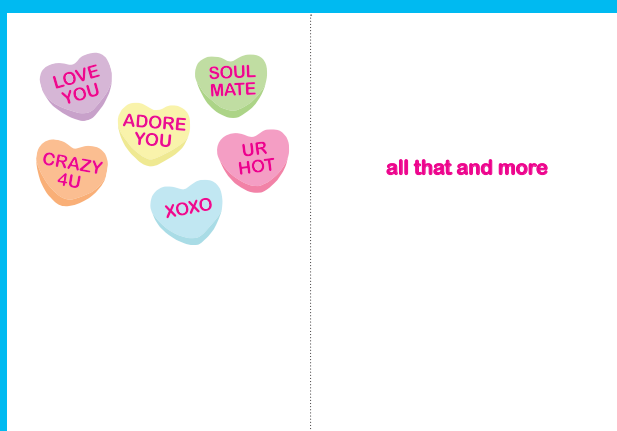 LOVE
YOU
SOUL
MATE
ADORE
YOU
CRAZY
4U
UR
HOT
XOXO
all that and more